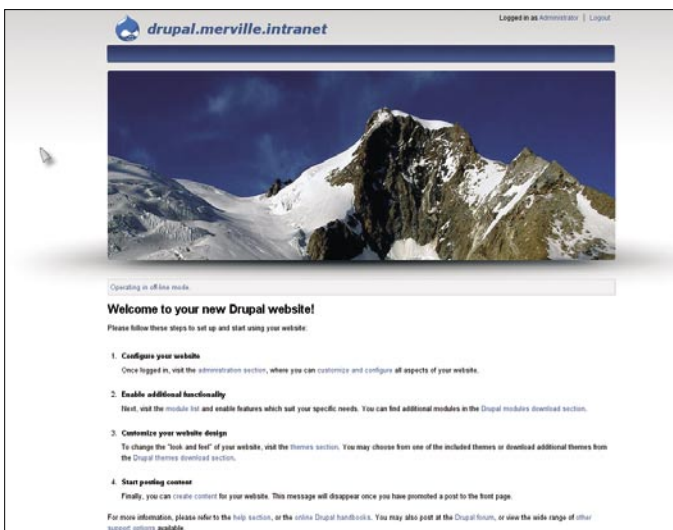 Logged in as Administrator | Logout
drupal.merville.intranet
Operating in off-line mode.
Welcome to your new Drupal website!
Please follow these steps to set up and start using your website:
1. Configure your website
Once logged in, visit the administration section, where you can customize and configure all aspects of your website.
2. Enable additional functionality
Next, visit the module list and enable features which suit your specific needs. You can find additional modules in the Drupal modules download section.
3. Customize your website design
To change the "look and feel" of your website, visit the themes section. You may choose from one of the included themes or download additional themes from
the Drupal themes download section.
4. Start posting content
Finally, you can create content for your website. This message will disappear once you have promoted a post to the front page.
For more information, please refer to the help section, or the online Drupal handbooks. You may also post at the Drupal forum, or view the wide range of other
support options available.